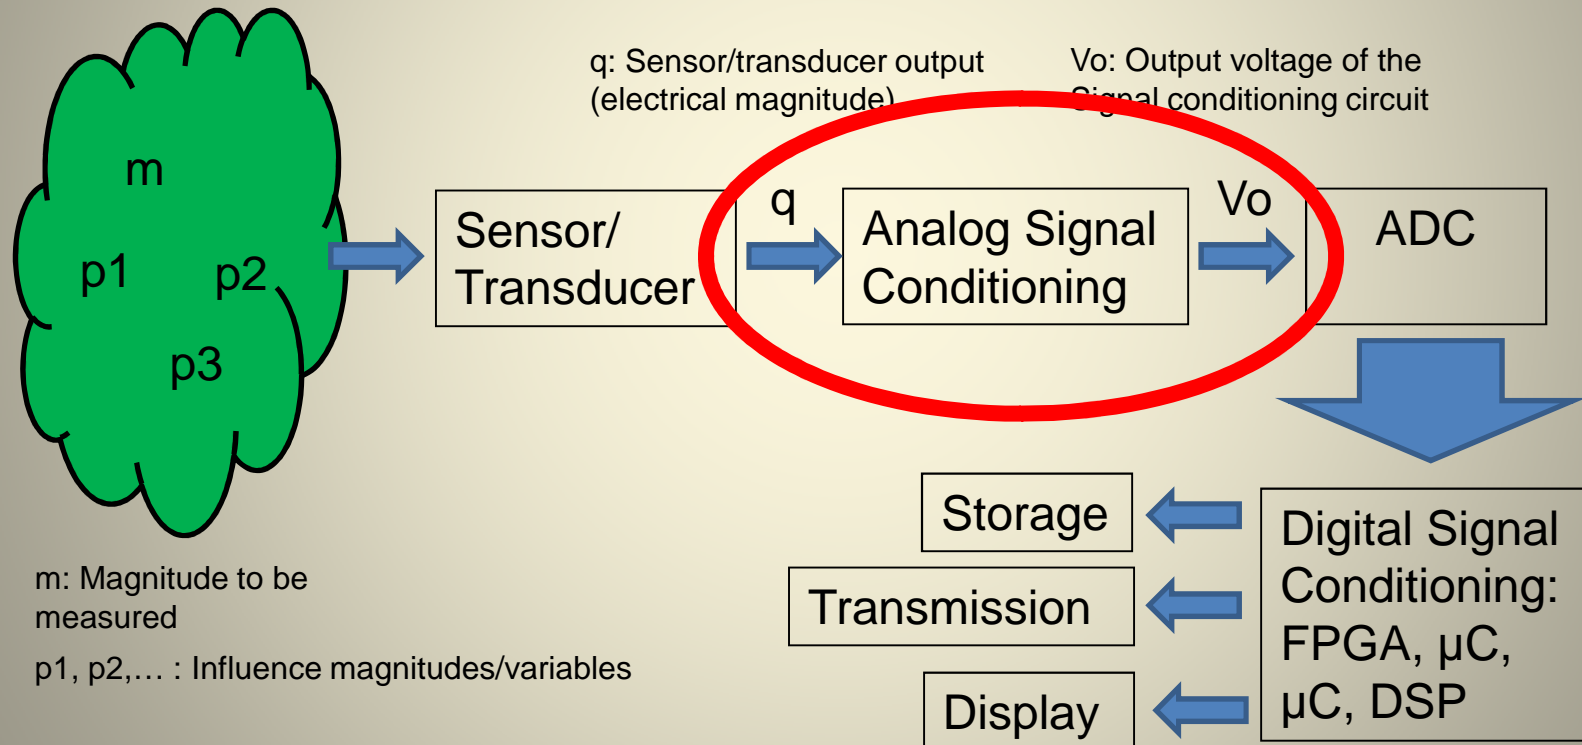 q: Sensor/transducer output
(electrical magnitude)
Vo: Output voltage of the
Signal conditioning circuit
m
p1
p2
p3
Sensor/
Transducer
q
Analog Signal
Conditioning
Vo
ADC
Storage
Transmission
Display
Digital Signal
Conditioning:
FPGA, µC,
µC, DSP
m: Magnitude to be
measured
p1, p2,… : Influence magnitudes/variables